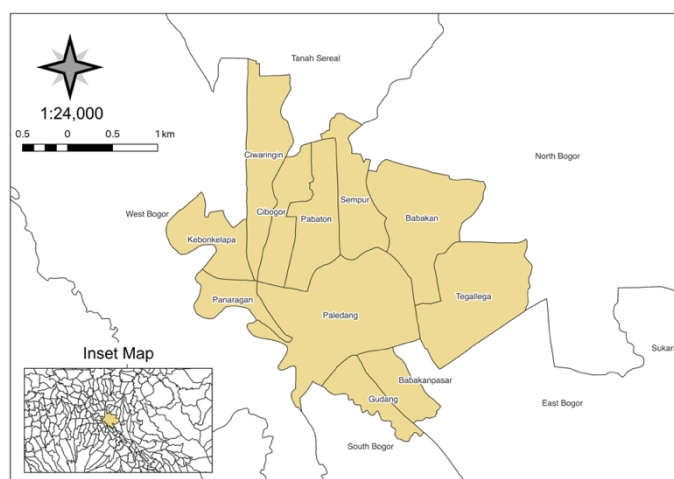 Tanah Sereal
1:24,000
0.5 0 0.5 1 km
Ciwaringin
North Bogor
Sempur
West Bogor
Cibogor
Pabaton
Babakan
Kebonkelapa
Panaragan
Tegallega
Paledang
Sukara
Inset Map
Babakanpasar
Gudang
East Bogor
South Bogor